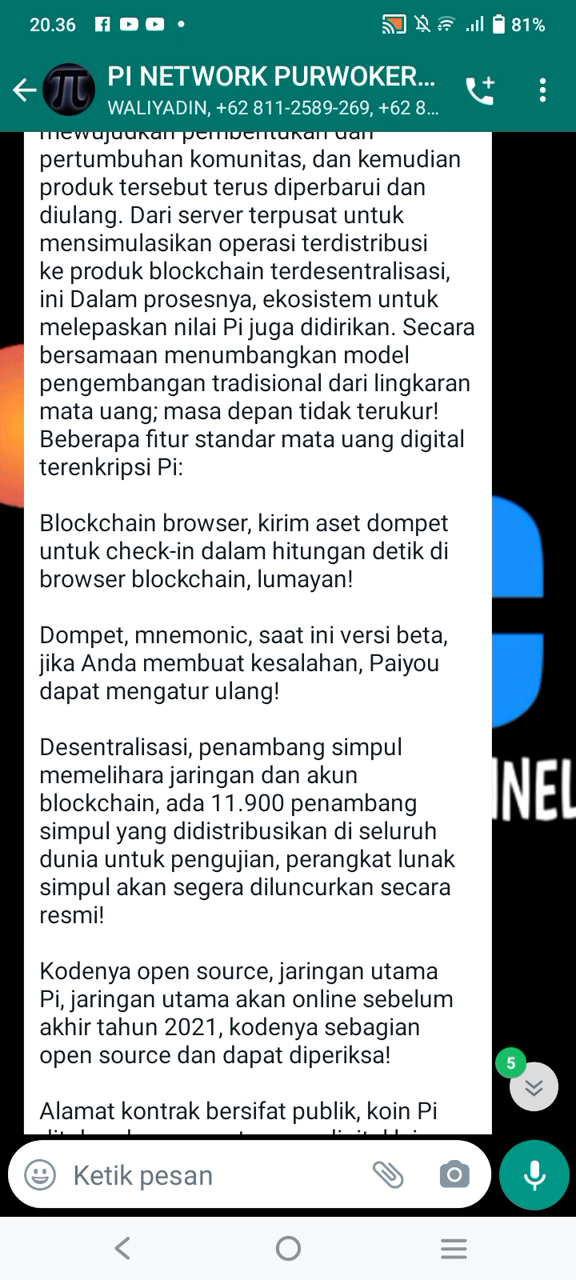 20.36
81%
PI NETWORK PURWOKER...
WALIYADIN, +62 811-2589-269, +62 8...
mewujudkan pembentukan dan
pertumbuhan komunitas, dan kemudian
produk tersebut terus diperbarui dan
diulang. Dari server terpusat untuk
mensimulasikan operasi terdistribusi
ke produk blockchain terdesentralisasi,
ini Dalam prosesnya, ekosistem untuk
melepaskan nilai Pi juga didirikan. Secara
bersamaan menumbangkan model
pengembangan tradisional dari lingkaran
mata uang; masa depan tidak terukur!
Beberapa fitur standar mata uang digital
terenkripsi Pi:
Blockchain browser, kirim aset dompet
untuk check-in dalam hitungan detik di
browser blockchain, lumayan!
Dompet, mnemonic, saat ini versi beta,
jika Anda membuat kesalahan, Paiyou
dapat mengatur ulang!
Desentralisasi, penambang simpul
memelihara jaringan dan akun
blockchain, ada 11.900 penambang
simpul yang didistribusikan di seluruh
dunia untuk pengujian, perangkat lunak
simpul akan segera diluncurkan secara
resmi!
Kodenya open source, jaringan utama
Pi, jaringan utama akan online sebelum
akhir tahun 2021, kodenya sebagian
open source dan dapat diperiksa!
Alamat kontrak bersifat publik, koin Pi
5
Ketik pesan